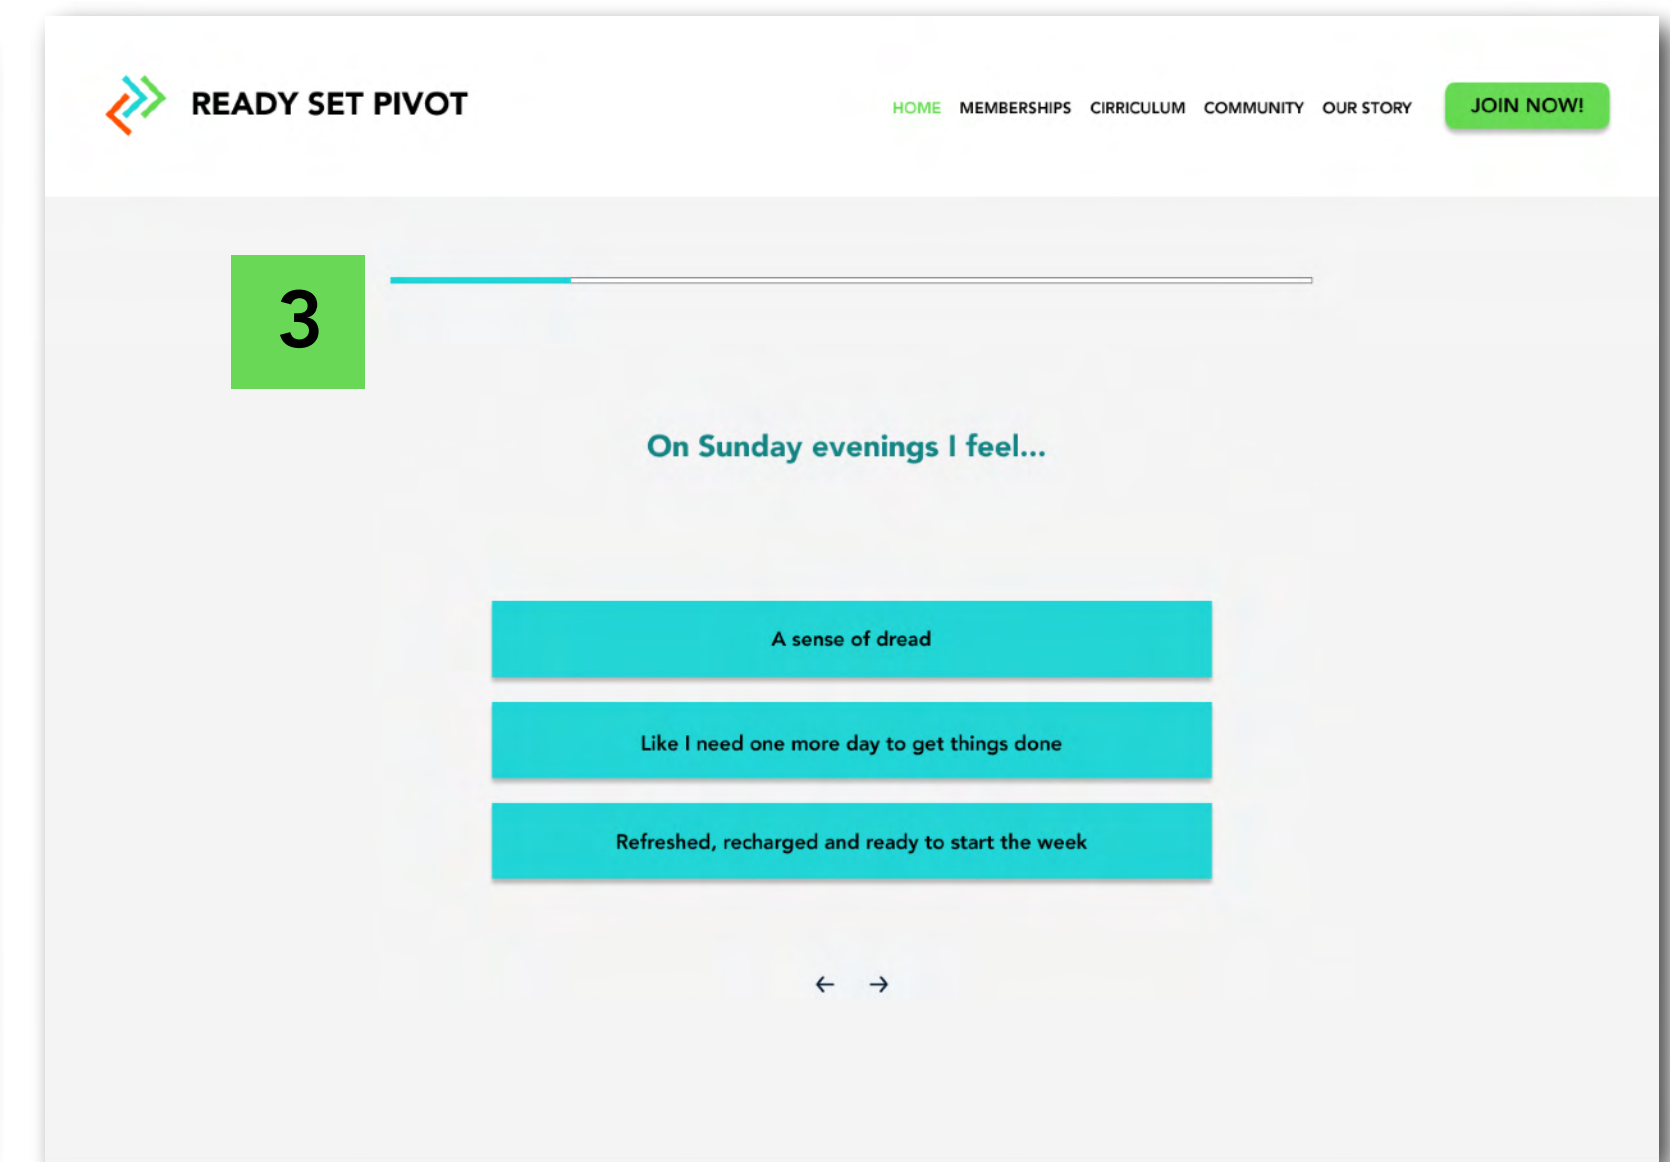 READY SET PIVOT
HOME MEMBERSHIPS CIRRICULUM COMMUNITY OUR STORY JOIN NOW!
3
On Sunday evenings I feel...
A sense of dread
Like I need one more day to get things done
Refreshed, recharged and ready to start the week
← →